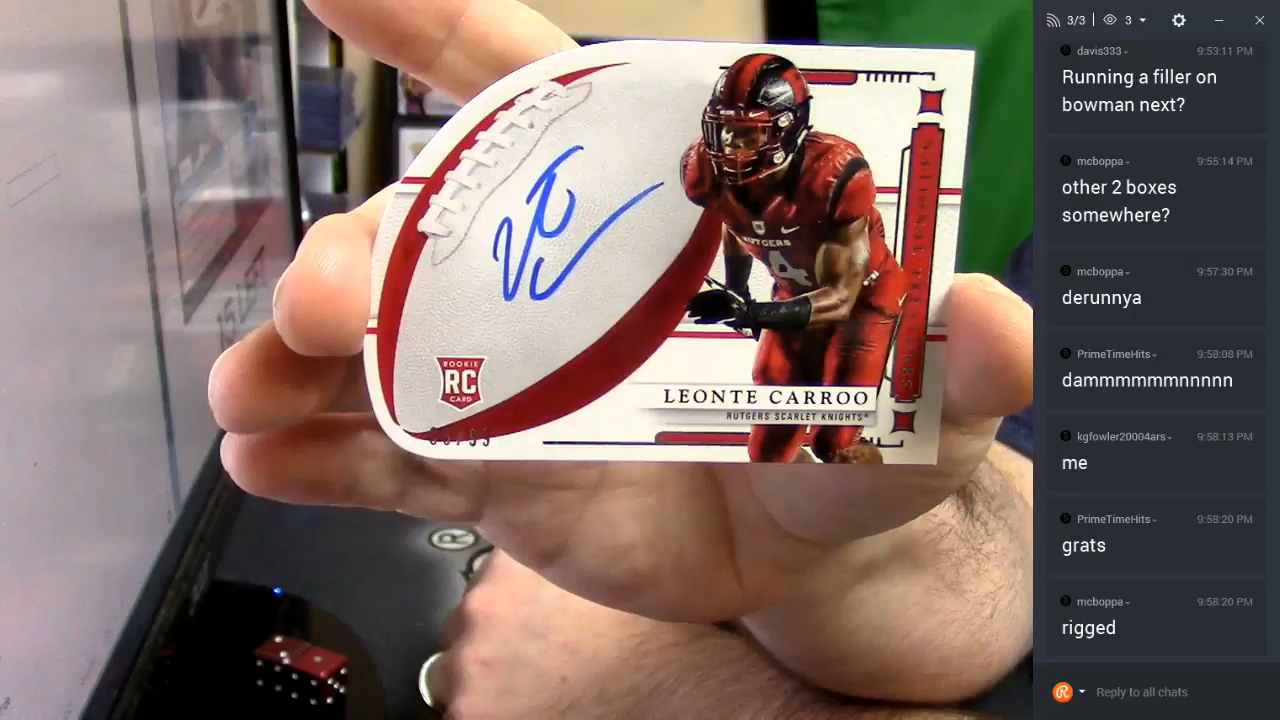 RUTGERS
4
ROOKIE
RC
CARD
LEONTE CARROO
RUTGERS SCARLET KNIGHTS
®
3/3 3
davis333 9:53:11 PM
Running a filler on
bowman next?
mcboppa 9:55:14 PM
other 2 boxes
somewhere?
mcboppa 9:57:30 PM
derunnya
PrimeTimeHits 9:58:08 PM
dammmmmmnnnnn
kgfowler20004ars 9:58:13 PM
me
PrimeTimeHits 9:58:20 PM
grats
mcboppa 9:58:20 PM
rigged
Reply to all chats